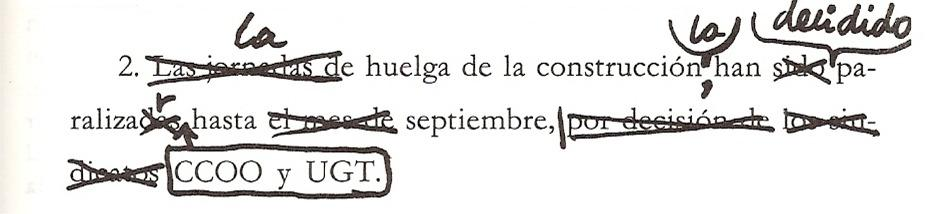 la la decidido
2. Las jornadas de huelga de la construcción, han sido pa-
ralizadas r hasta el mes de septiembre, por decisión de los sin-
dicatos CCOO y UGT.